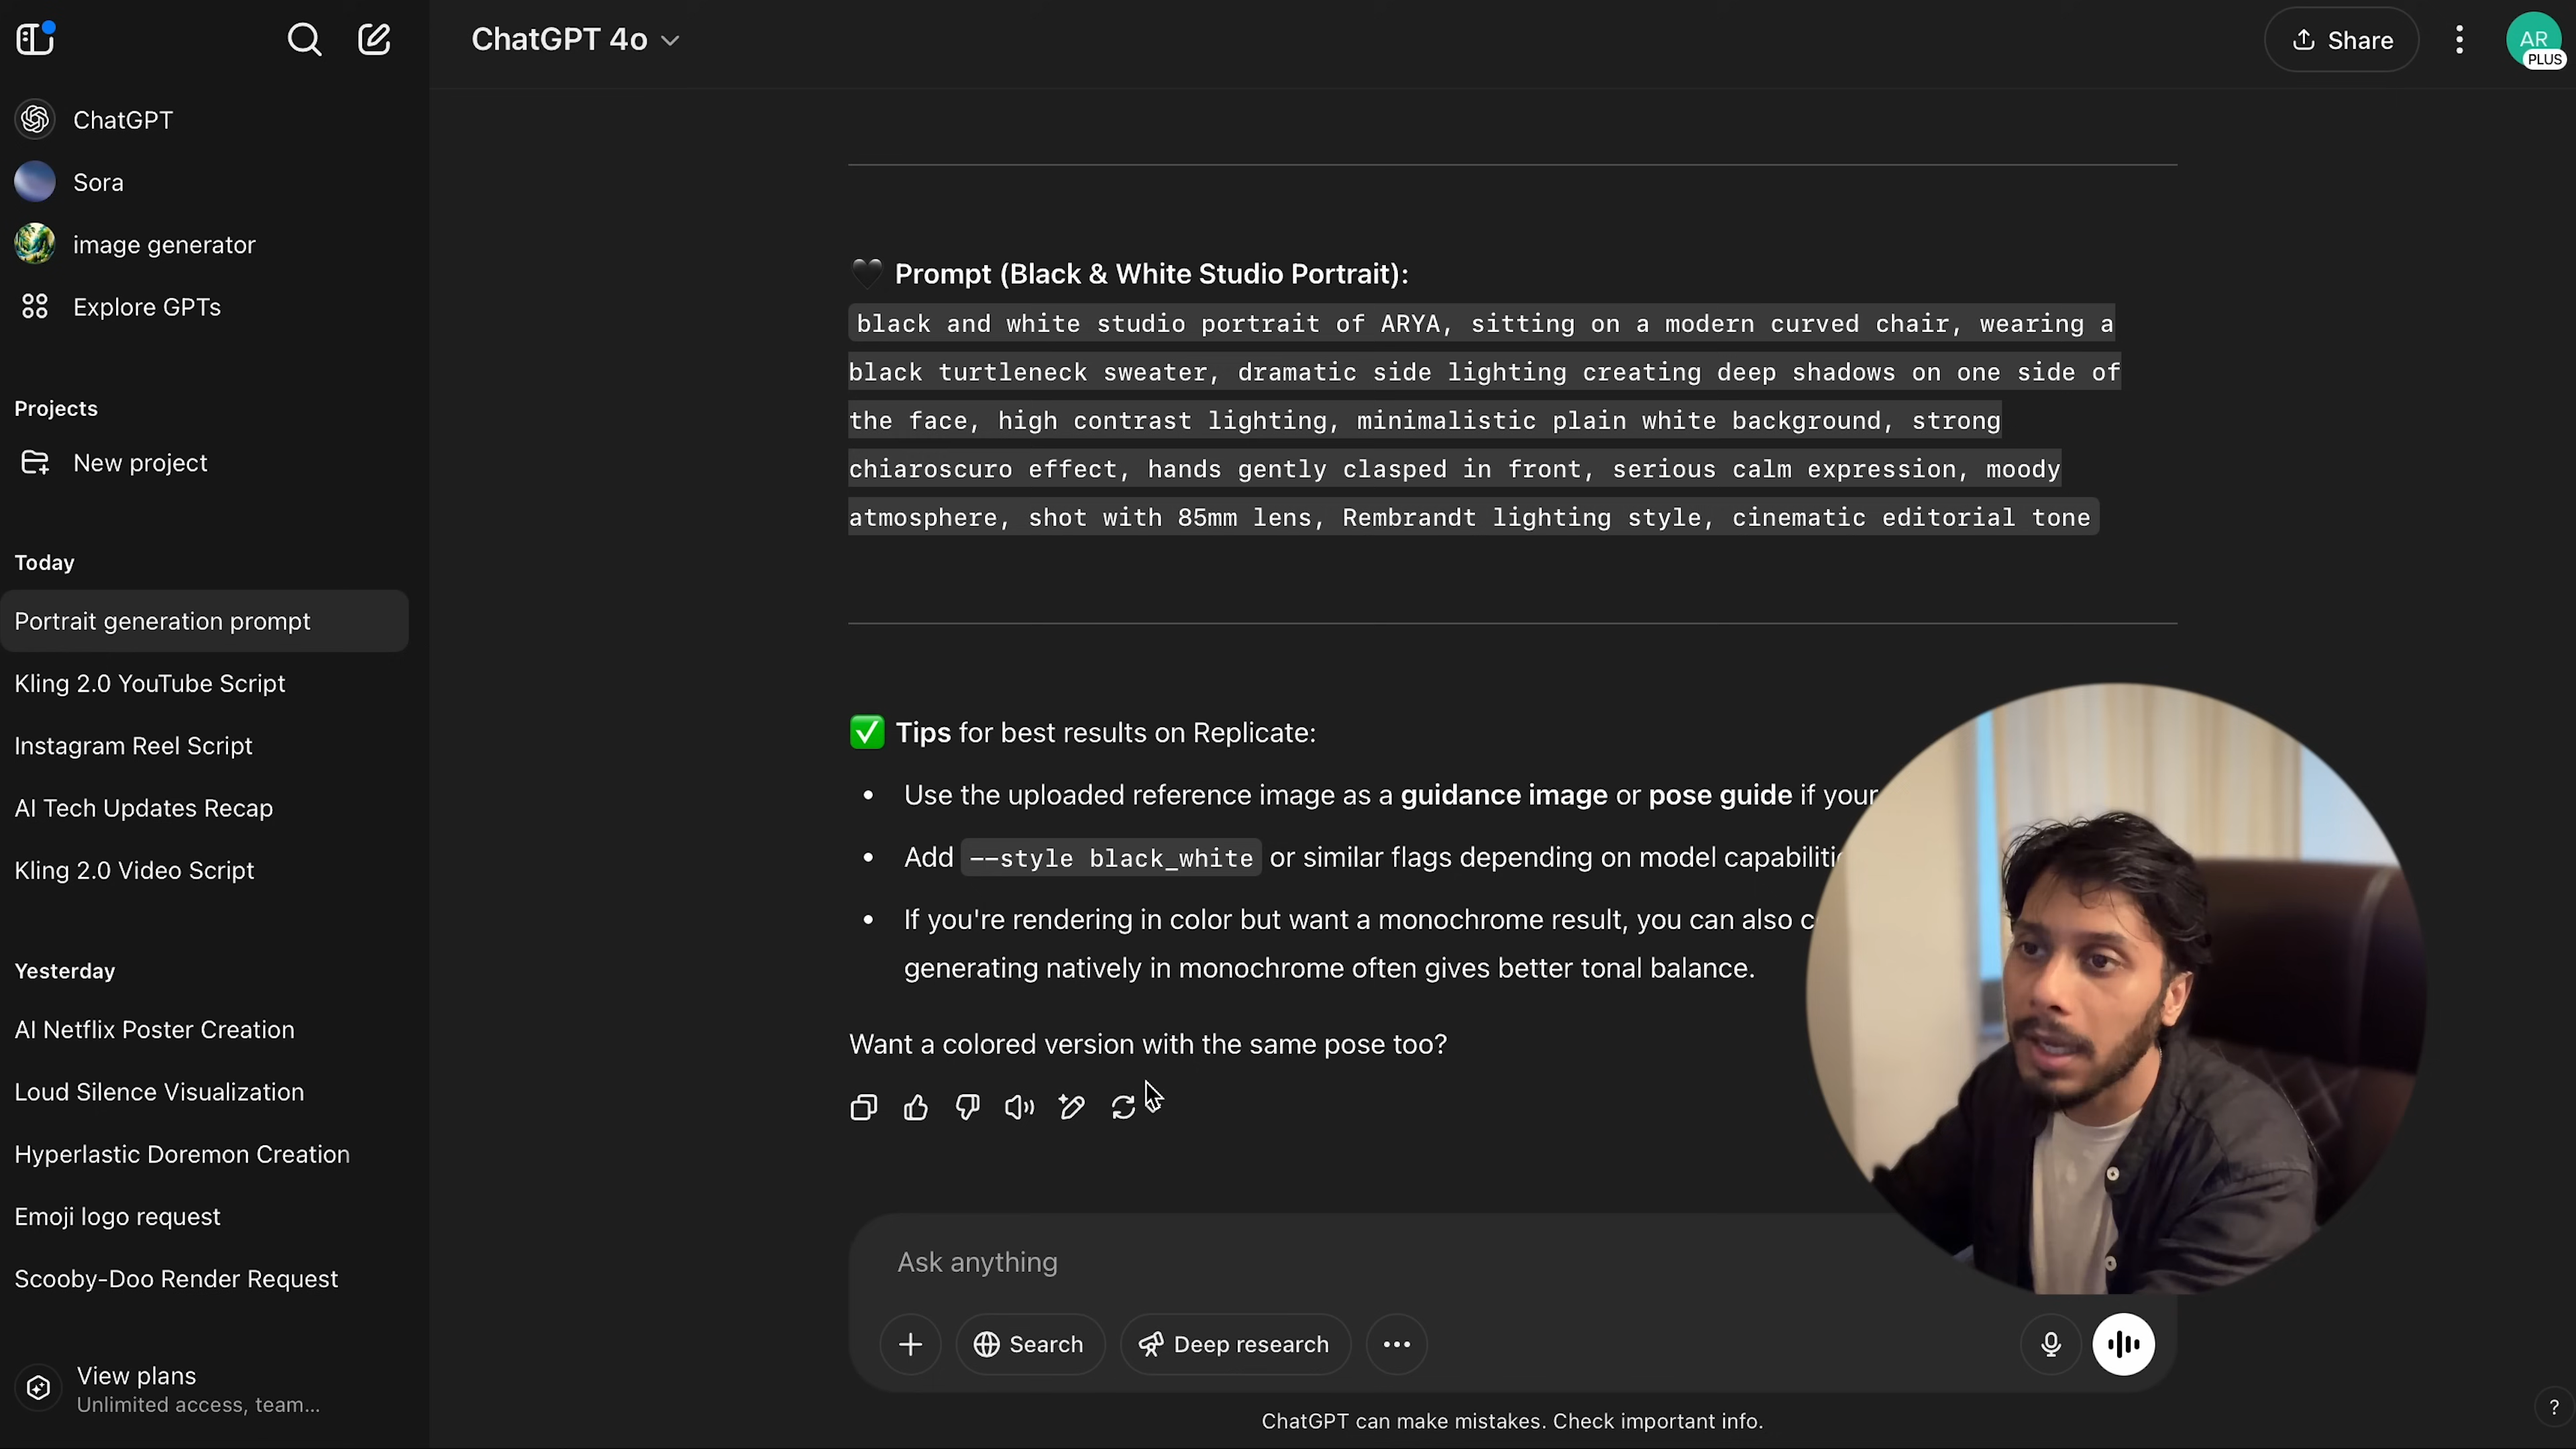 ChatGPT 4o
Share
AR
PLUS
ChatGPT
Sora
image generator
Explore GPTs
Projects
New project
Today
Portrait generation prompt
Kling 2.0 YouTube Script
Instagram Reel Script
AI Tech Updates Recap
Kling 2.0 Video Script
Yesterday
AI Netflix Poster Creation
Loud Silence Visualization
Hyperlastic Doremon Creation
Emoji logo request
Scooby-Doo Render Request
View plans
Unlimited access, team...
🖤 Prompt (Black & White Studio Portrait):
black and white studio portrait of ARYA, sitting on a modern curved chair, wearing a
black turtleneck sweater, dramatic side lighting creating deep shadows on one side of
the face, high contrast lighting, minimalistic plain white background, strong
chiaroscuro effect, hands gently clasped in front, serious calm expression, moody
atmosphere, shot with 85mm lens, Rembrandt lighting style, cinematic editorial tone
✅ Tips for best results on Replicate:
• Use the uploaded reference image as a guidance image or pose guide if your
• Add --style black_white or similar flags depending on model
• If you're rendering in color but want a monochrome result, you can also
generating natively in monochrome often gives better tonal balance.
Want a colored version with the same pose too?
Ask anything
Search
Deep research
ChatGPT can make mistakes. Check important info.
?